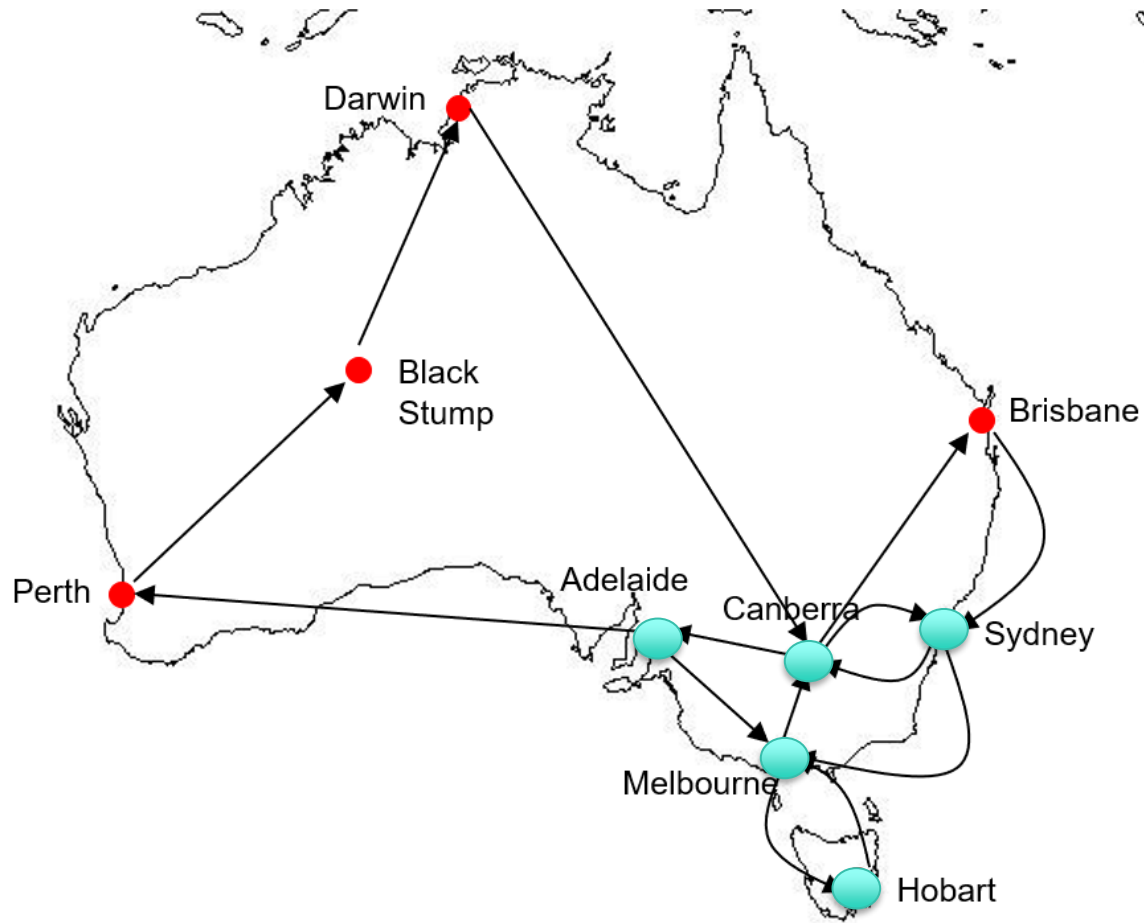 Darwin
Black
Stump
Brisbane
Perth
Adelaide
Canberra
Sydney
Melbourne
Hobart